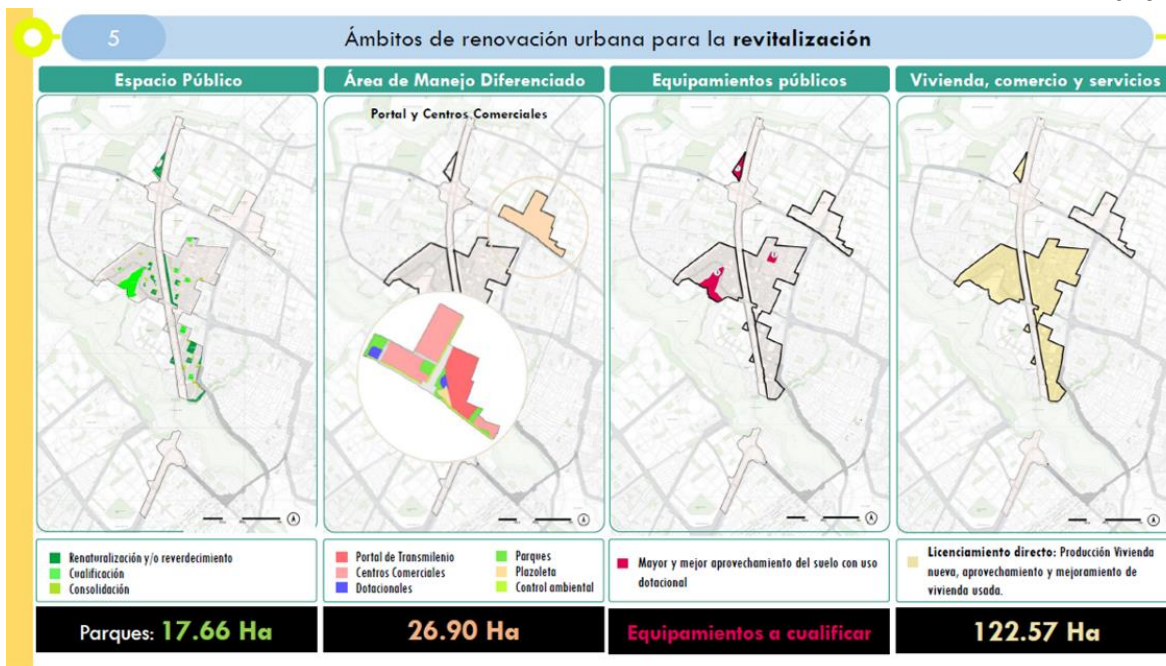 5
Ámbitos de renovación urbana para la revitalización
Espacio Público
Renaturalización y/o reverdecimiento
Cualificación
Consolidación
Parques: 17.66 Ha
Área de Manejo Diferenciado
Portal y Centros Comerciales
Portal de Transmilenio
Centros Comerciales
Dotacionales
Parques
Plazoleta
Control ambiental
26.90 Ha
Equipamientos públicos
Mayor y mejor aprovechamiento del suelo con uso
dotacional
Equipamientos a cualificar
Vivienda, comercio y servicios
Licenciamiento directo: Producción Vivienda
nueva, aprovechamiento y mejoramiento de
vivienda usada.
122.57 Ha